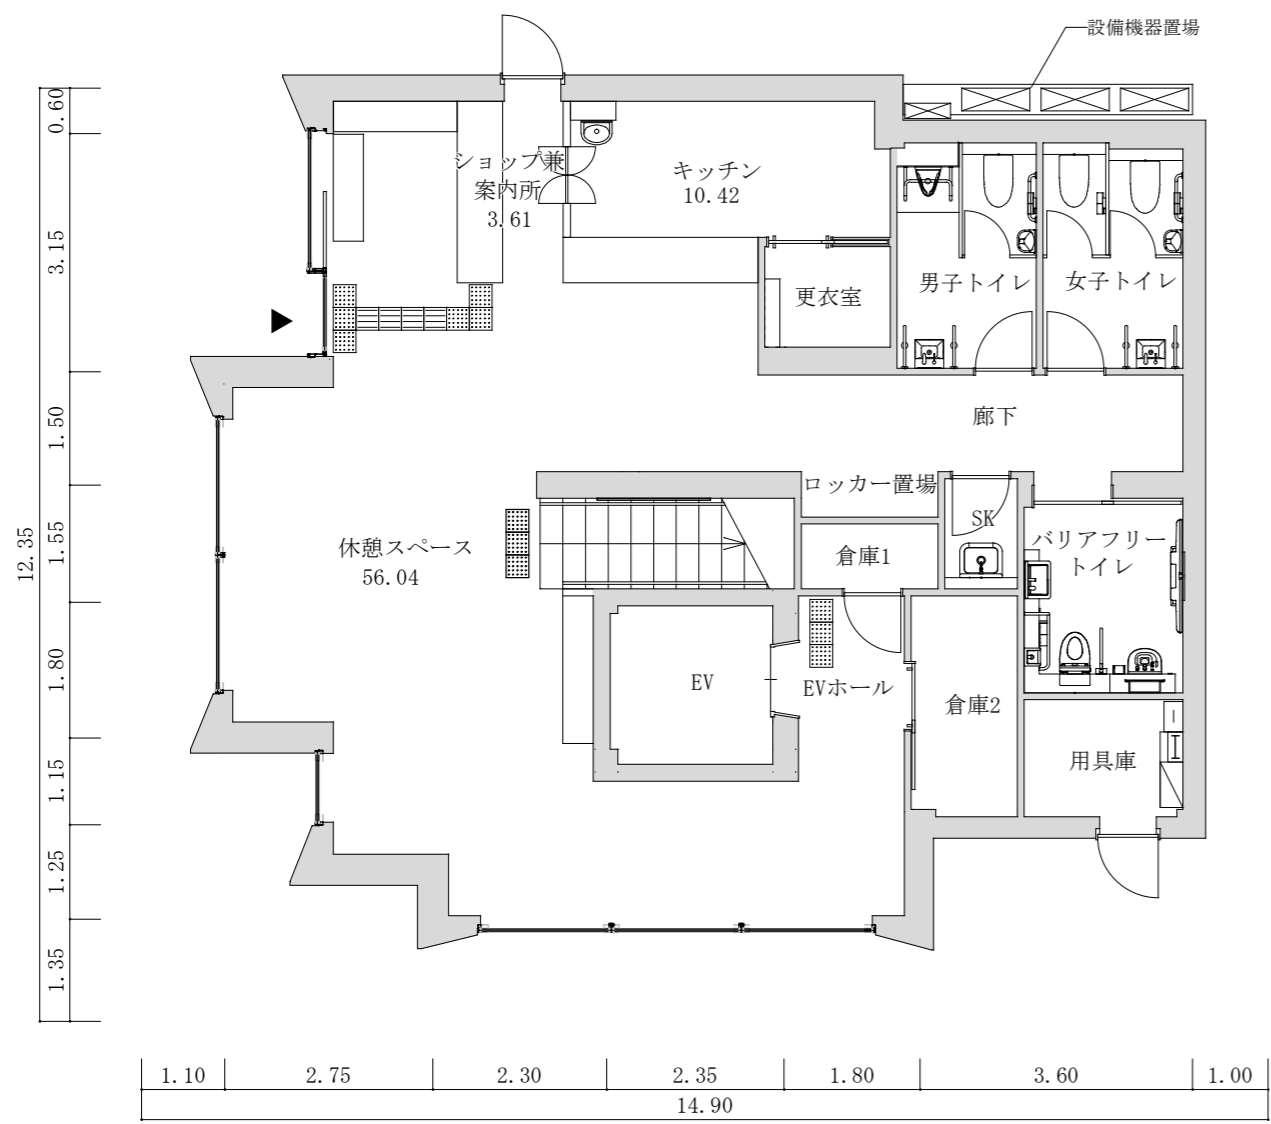 設備機器置場
ショップ兼
案内所
3.61
キッチン
10.42
更衣室
男子トイレ
女子トイレ
廊下
ロッカー置場
SK
倉庫1
バリアフリー
トイレ
休憩スペース
56.04
EV
EVホール
倉庫2
用具庫
0.60
3.15
1.50
1.55
1.80
1.15
1.25
1.35
12.35
1.10
2.75
2.30
2.35
1.80
3.60
1.00
14.90